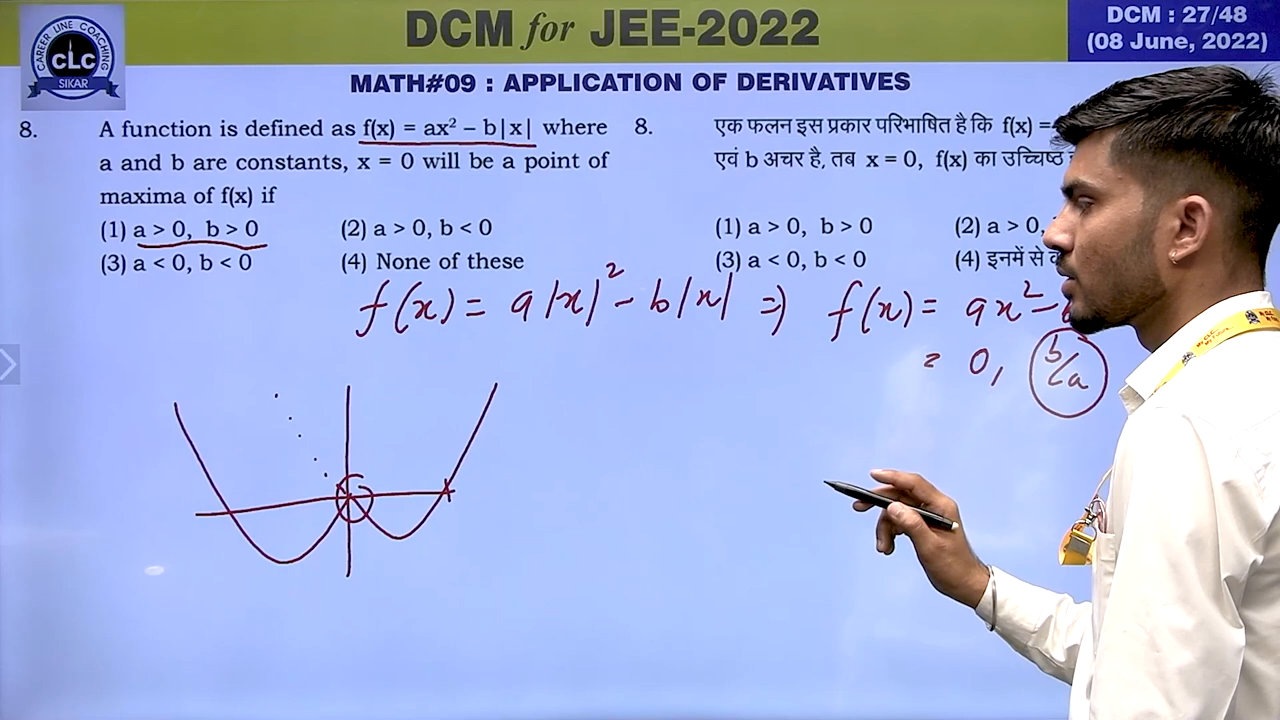 CAREER LINE COACHING
CLC
SIKAR
DCM for JEE-2022
DCM : 27/48
(08 June, 2022)
MATH#09 : APPLICATION OF DERIVATIVES
8. A function is defined as f(x) = ax² – b|x| where
a and b are constants, x = 0 will be a point of
maxima of f(x) if
(1) a > 0, b > 0 (2) a > 0, b < 0
(3) a < 0, b < 0 (4) None of these
8. एक फलन इस प्रकार परिभाषित है कि f(x) =
एवं b अचर है, तब x = 0, f(x) का उच्चिष्ठ
(1) a > 0, b > 0 (2) a > 0,
(3) a < 0, b < 0 (4) इनमें से
f(x) = a|x|² - b|x| ⇒ f(x) = ax² -
= 0, b/a